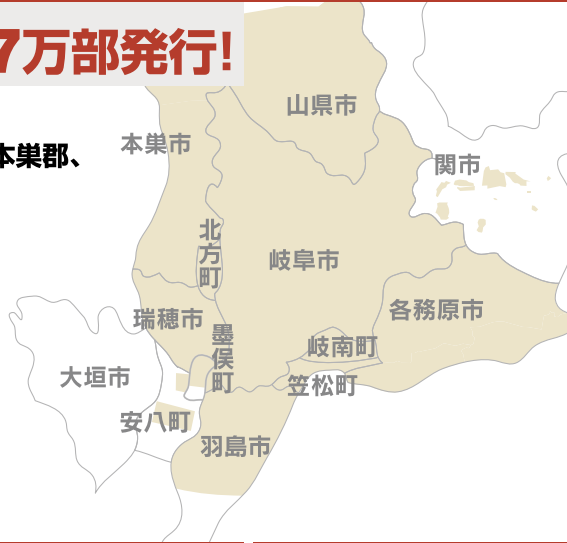 7万部発行!
本巣郡、
山県市
本巣市
関市
北方町
岐阜市
各務原市
瑞穂市
墨俣町
岐南町
大垣市
笠松町
安八町
羽島市